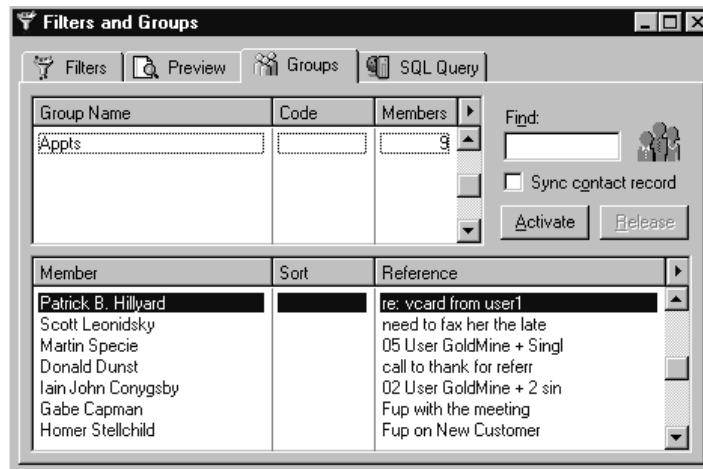 Filters and Groups
Filters Preview Groups SQL Query
Group Name Code Members
Appts 9
Find:
Sync contact record
Activate Release
Member Sort Reference
Patrick B. Hillyard re: vcard from user1
Scott Leonidsky need to fax her the late
Martin Specie 05 User GoldMine + Singl
Donald Dunst call to thank for referr
Iain John Conygsby 02 User GoldMine + 2 sin
Gabe Capman Fup with the meeting
Homer Stellchild Fup on New Customer